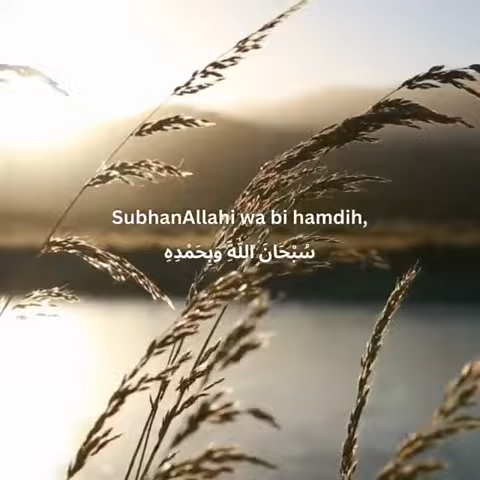 SubhanAllahi wa bi hamdih,
سُبْحَانَ اللَّهَ وَبِحَمْدِهِ